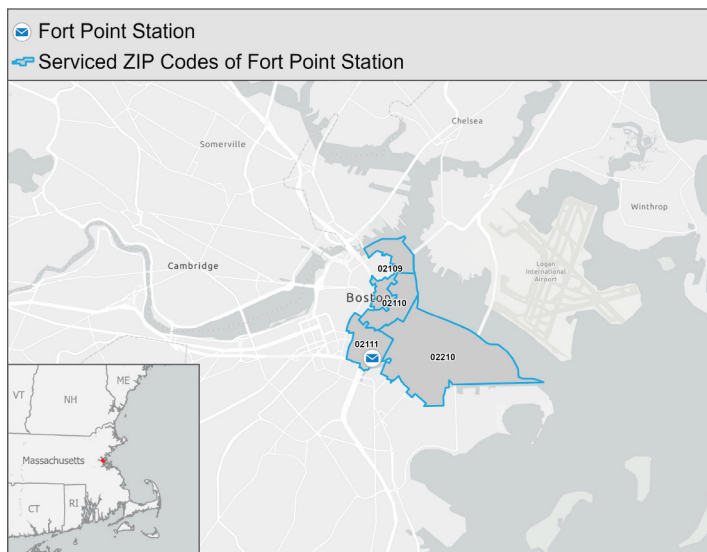 Fort Point Station
Serviced ZIP Codes of Fort Point Station
Chelsea
Somerville
Winthrop
Cambridge
02109
Logan
International
Airport
Boston
02110
02111
02210
VT
NH
ME
Massachusetts
CT
RI